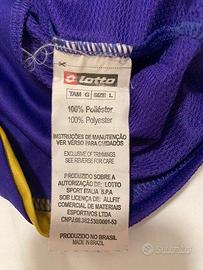 Lotto
TAM G SIZE L
100% Poliéster
100% Polyester
INSTRUÇÕES DE MANUTENÇÃO
VER VERSO PARA CUIDADOS
EXCLUSIVE OF TRIMMINGS
SEE REVERSE FOR CARE
PRODUZIDO SOBRE A
AUTORIZAÇÃO DE: LOTTO
SPORT ITALIA S.P.A
SOB LICENÇA DE: ALLFIT
COMERCIAL ARTIGOS
ESPORTIVOS LTDA
PRODUZIDO NO BRASIL
MADE IN BRAZIL
Subito